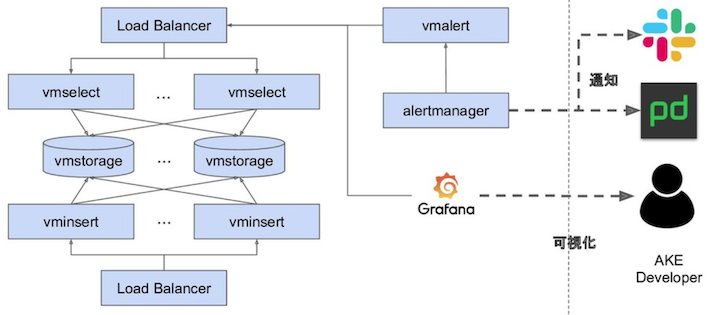 Load Balancer
vmalert
vmselect
...
vmselect
alertmanager
通知
pd
vmstorage
...
vmstorage
Grafana
vminsert
...
vminsert
可視化
AKE
Developer
Load Balancer